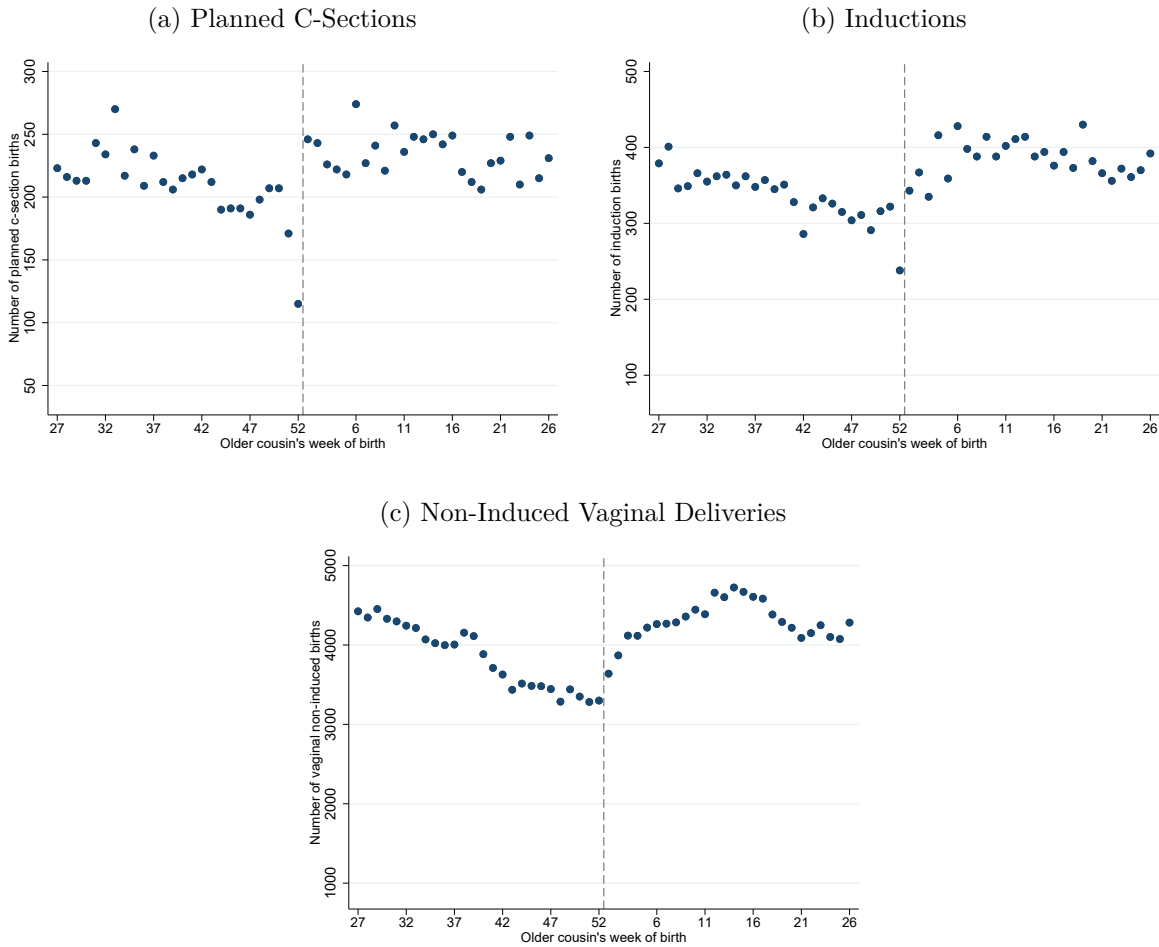 (a) Planned C-Sections
Number of planned c-section births
300
250
200
150
100
50
27 32 37 42 47 52 6 11 16 21 26
Older cousin's week of birth
(b) Inductions
Number of induction births
500
400
300
200
100
27 32 37 42 47 52 6 11 16 21 26
Older cousin's week of birth
(c) Non-Induced Vaginal Deliveries
Number of vaginal non-induced births
5000
4000
3000
2000
1000
27 32 37 42 47 52 6 11 16 21 26
Older cousin's week of birth